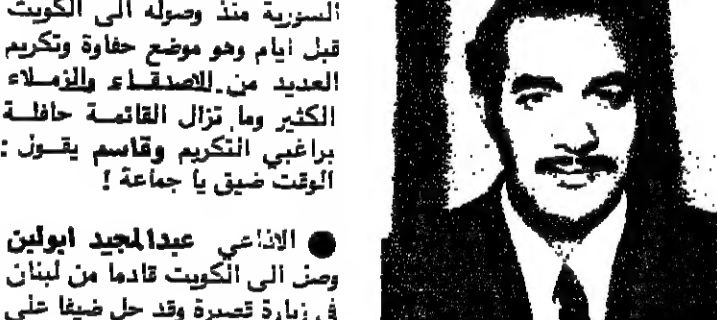 السورية منذ وصوله الى الكويت
قبل ايام وهو موضع حفاوة وتكريم
العديد من الاصدقاء والزملاء
الكثير وما تزال القائمة حافلة
براغبي التكريم وقاسم يقول :
الوقت ضيق يا جماعة !
● الاذاعي عبدالمجيد ابولبن
وصل الى الكويت قادما من لبنان
في زيارة قصيرة وقد حل ضيفا على